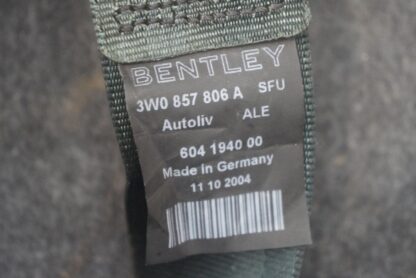 BENTLEY
3W0 857 806 A SFU
Autoliv ALE
604 1940 00
Made in Germany
11 10 2004